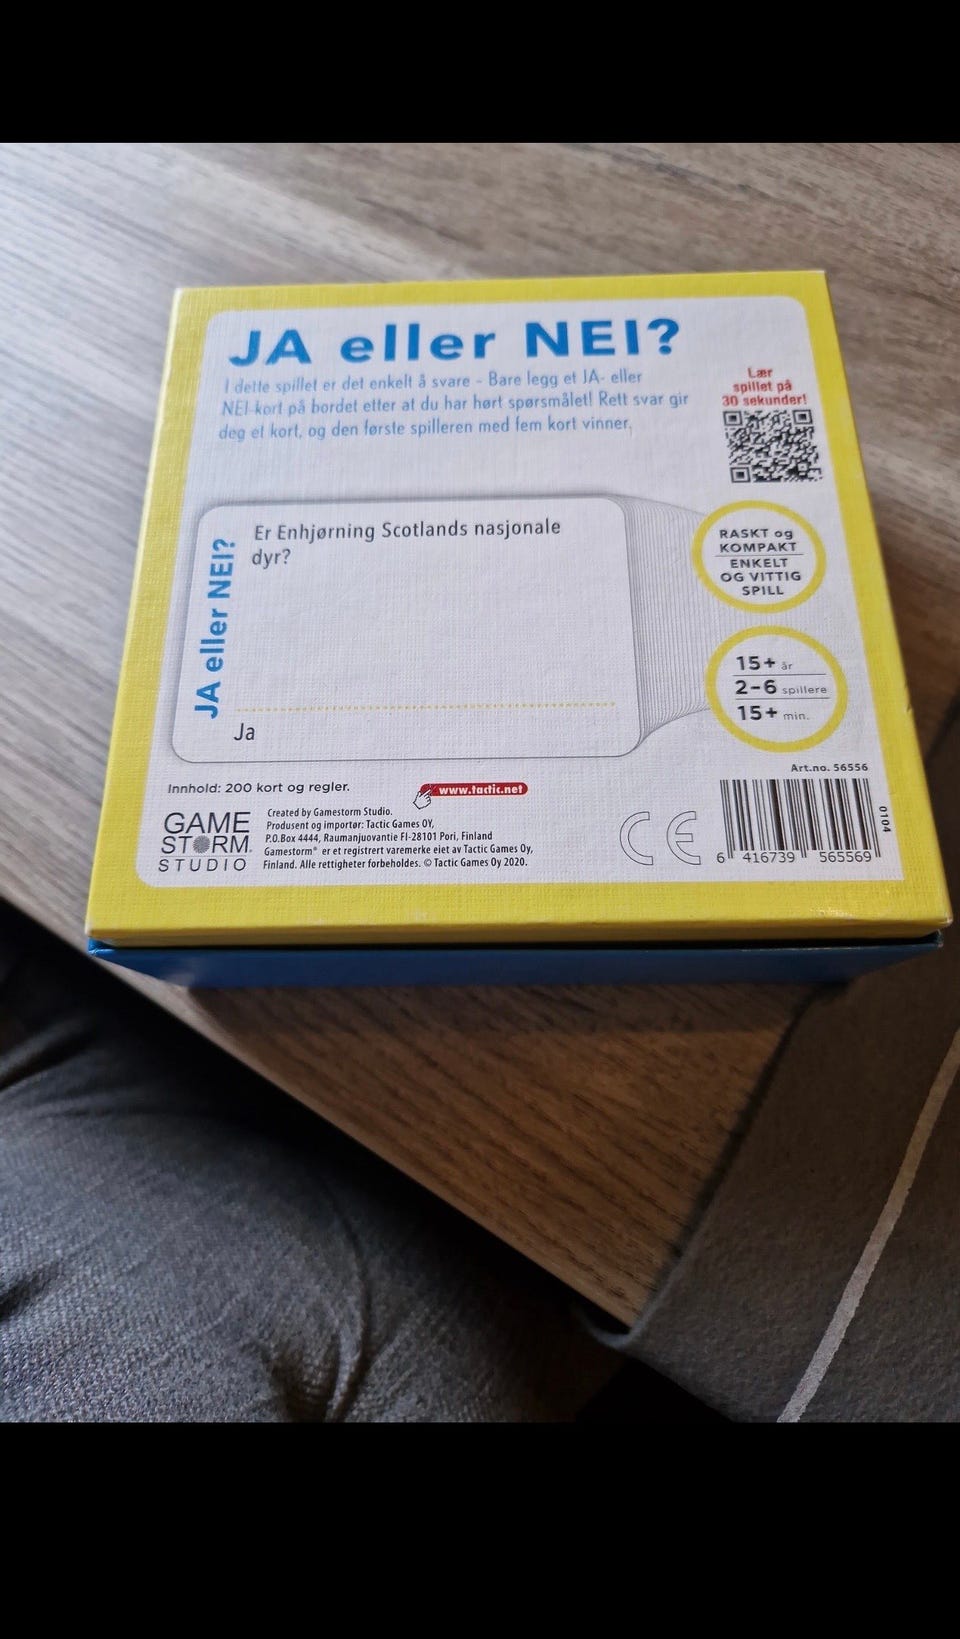 JA eller NEI?
I dette spillet er det enkelt å svare - Bare legg et JA- eller
NEI-kort på bordet etter at du har hørt spørsmålet! Rett svar gir
deg et kort, og den første spilleren med fem kort vinner.
Lær
spillet på
30 sekunder!
JA eller NEI?
Er Enhjørning Scotlands nasjonale
dyr?
Ja
RASKT og
KOMPAKT
ENKELT
OG VITTIG
SPILL
15+ år
2-6 spillere
15+ min.
Innhold: 200 kort og regler.
www.tactic.net
GAME
STORM
STUDIO
Created by Gamestorm Studio.
Produsent og importør: Tactic Games OY,
P.O.Box 4444, Raumanjuovantie FI-28101 Pori, Finland
Gamestorm® er et registrert varemerke eiet av Tactic Games Oy,
Finland. Alle rettigheter forbeholdes. © Tactic Games Oy 2020.
CE
Art.no. 56556
0104
6 416739 565569